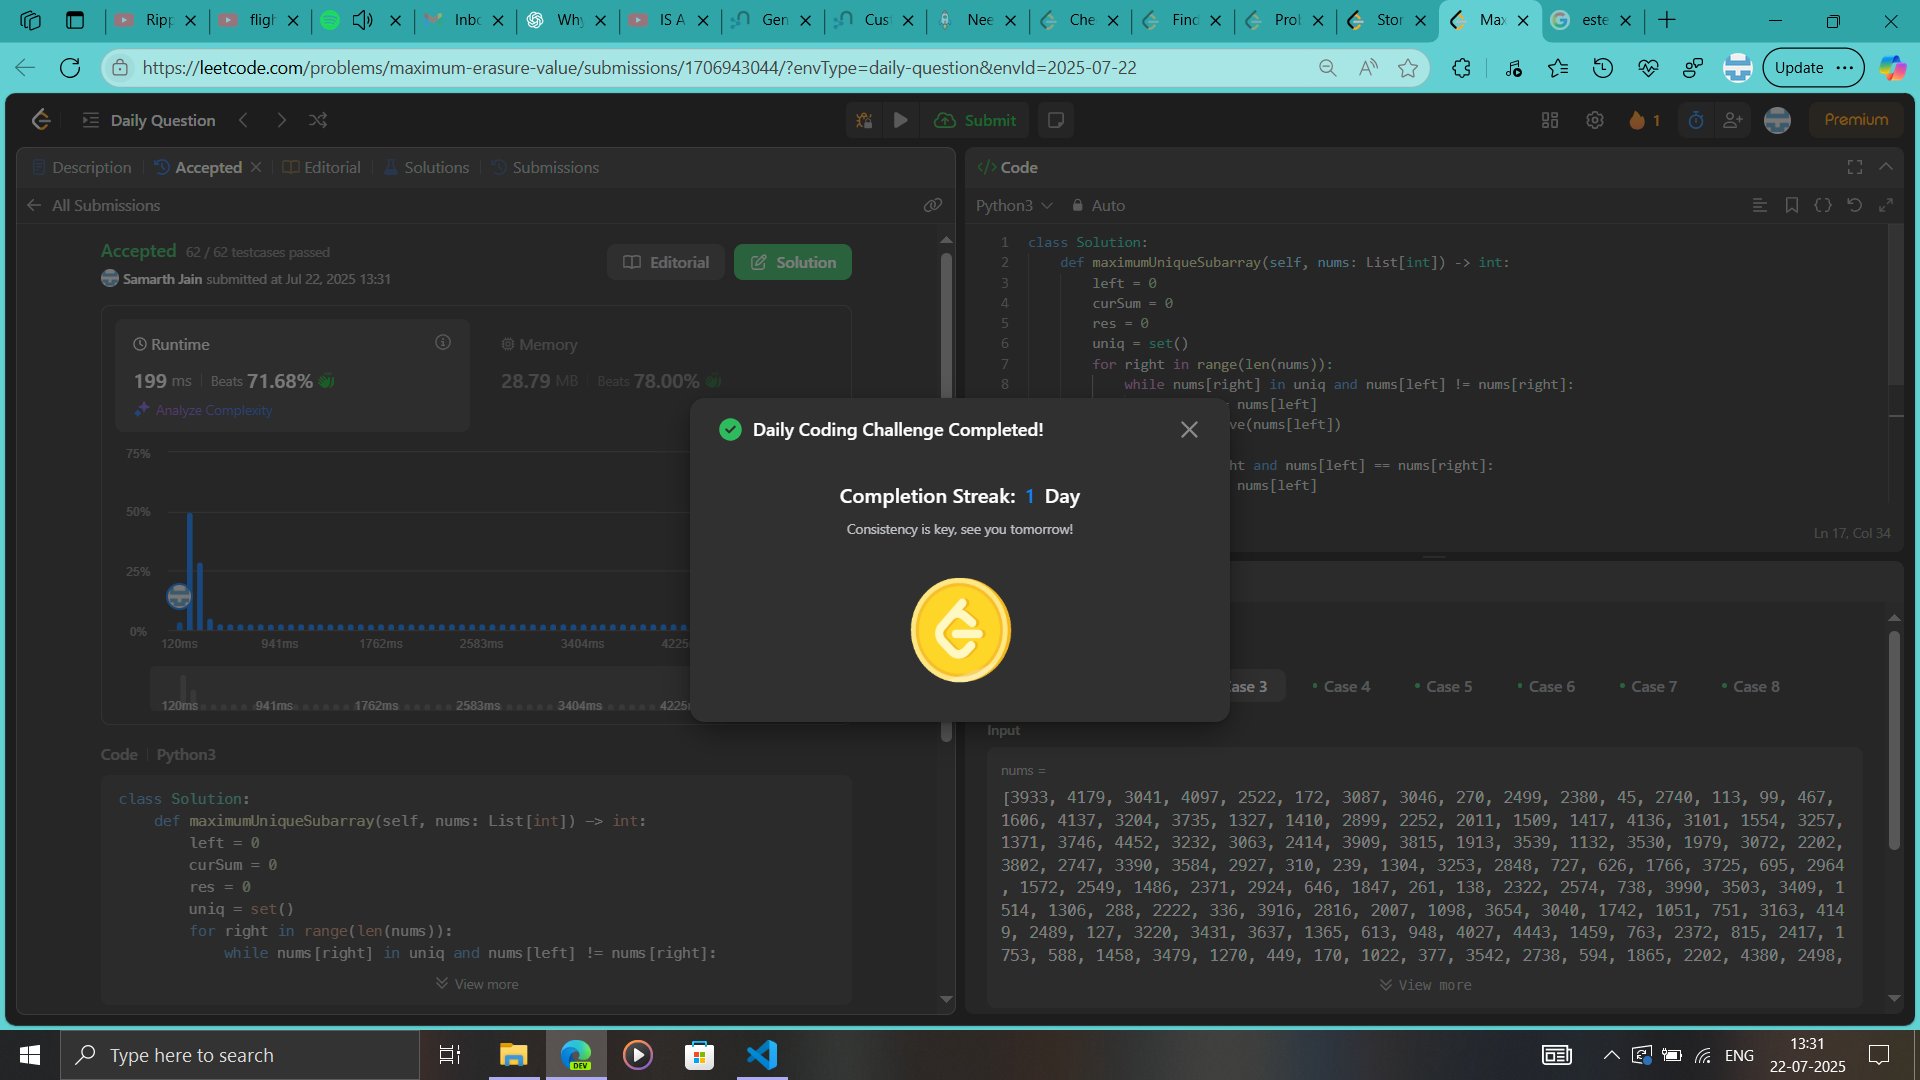 Ripp
fligh
Inbo
Why
IS A
Gen
Cust
Nee
Che
Find
Prob
Stor
Max
este
https://leetcode.com/problems/maximum-erasure-value/submissions/1706943044/?envType=daily-question&envId=2025-07-22
Update
Daily Question
Submit
1
Premium
Description
Accepted
Editorial
Solutions
Submissions
All Submissions
Accepted 62 / 62 testcases passed
Samarth Jain submitted at Jul 22, 2025 13:31
Editorial
Solution
Runtime
199 ms Beats 71.68%
Analyze Complexity
Memory
28.79 MB Beats 78.00%
75%
50%
25%
0%
120ms 941ms 1762ms 2583ms 3404ms 4225
120ms 941ms 1762ms 2583ms 3404ms 4225
Code Python3
class Solution:
def maximumUniqueSubarray(self, nums: List[int]) -> int:
left = 0
curSum = 0
res = 0
uniq = set()
for right in range(len(nums)):
while nums[right] in uniq and nums[left] != nums[right]:
View more
Daily Coding Challenge Completed!
Completion Streak: 1 Day
Consistency is key, see you tomorrow!
</> Code
Python3 Auto
1 class Solution:
2 def maximumUniqueSubarray(self, nums: List[int]) -> int:
3 left = 0
4 curSum = 0
5 res = 0
6 uniq = set()
7 for right in range(len(nums)):
8 while nums[right] in uniq and nums[left] != nums[right]:
nums[left]
ve(nums[left])
ht and nums[left] == nums[right]:
nums[left]
Ln 17, Col 34
ase 3
Case 4
Case 5
Case 6
Case 7
Case 8
Input
nums =
[3933, 4179, 3041, 4097, 2522, 172, 3087, 3046, 270, 2499, 2380, 45, 2740, 113, 99, 467,
1606, 4137, 3204, 3735, 1327, 1410, 2899, 2252, 2011, 1509, 1417, 4136, 3101, 1554, 3257,
1371, 3746, 4452, 3232, 3063, 2414, 3909, 3815, 1913, 3539, 1132, 3530, 1979, 3072, 2202,
3802, 2747, 3390, 3584, 2927, 310, 239, 1304, 3253, 2848, 727, 626, 1766, 3725, 695, 2964
, 1572, 2549, 1486, 2371, 2924, 646, 1847, 261, 138, 2322, 2574, 738, 3990, 3503, 3409, 1
514, 1306, 288, 2222, 336, 3916, 2816, 2007, 1098, 3654, 3040, 1742, 1051, 751, 3163, 414
9, 2489, 127, 3220, 3431, 3637, 1365, 613, 948, 4027, 4443, 1459, 763, 2372, 815, 2417, 1
753, 588, 1458, 3479, 1270, 449, 170, 1022, 377, 3542, 2738, 594, 1865, 2202, 4380, 2498,
View more
Type here to search
DEV
ENG
13:31
22-07-2025